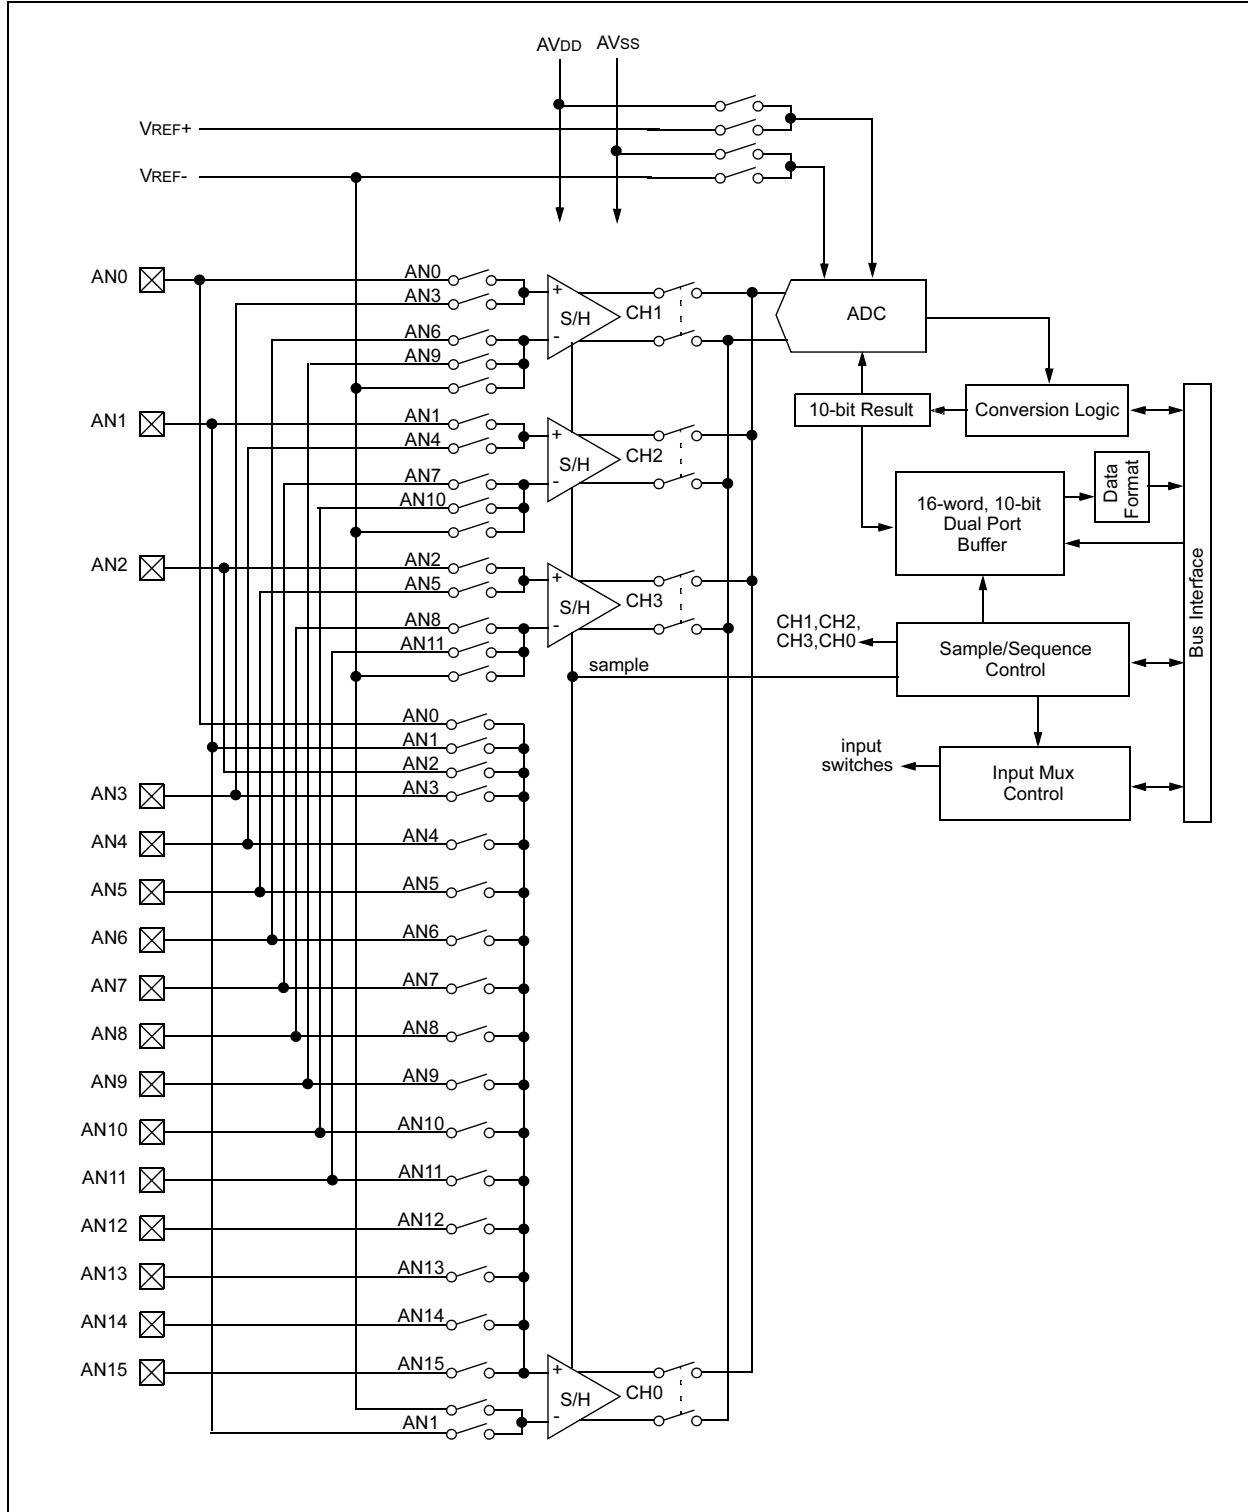 AVDD AVSS
VREF+
VREF-
AN0
AN0
AN3
AN6
AN9
+
-
S/H
CH1
ADC
AN1
AN1
AN4
AN7
AN10
+
-
S/H
CH2
10-bit Result
Conversion Logic
16-word, 10-bit
Dual Port
Buffer
Data
Format
Bus Interface
AN2
AN2
AN5
AN8
AN11
+
-
S/H
CH3
CH1,CH2,
CH3,CH0
Sample/Sequence
Control
sample
input
switches
Input Mux
Control
AN0
AN1
AN2
AN3
AN3
AN4
AN4
AN5
AN5
AN6
AN6
AN7
AN7
AN8
AN8
AN9
AN9
AN10
AN10
AN11
AN11
AN12
AN12
AN13
AN13
AN14
AN14
AN15
AN15
+
-
S/H
CH0
AN1